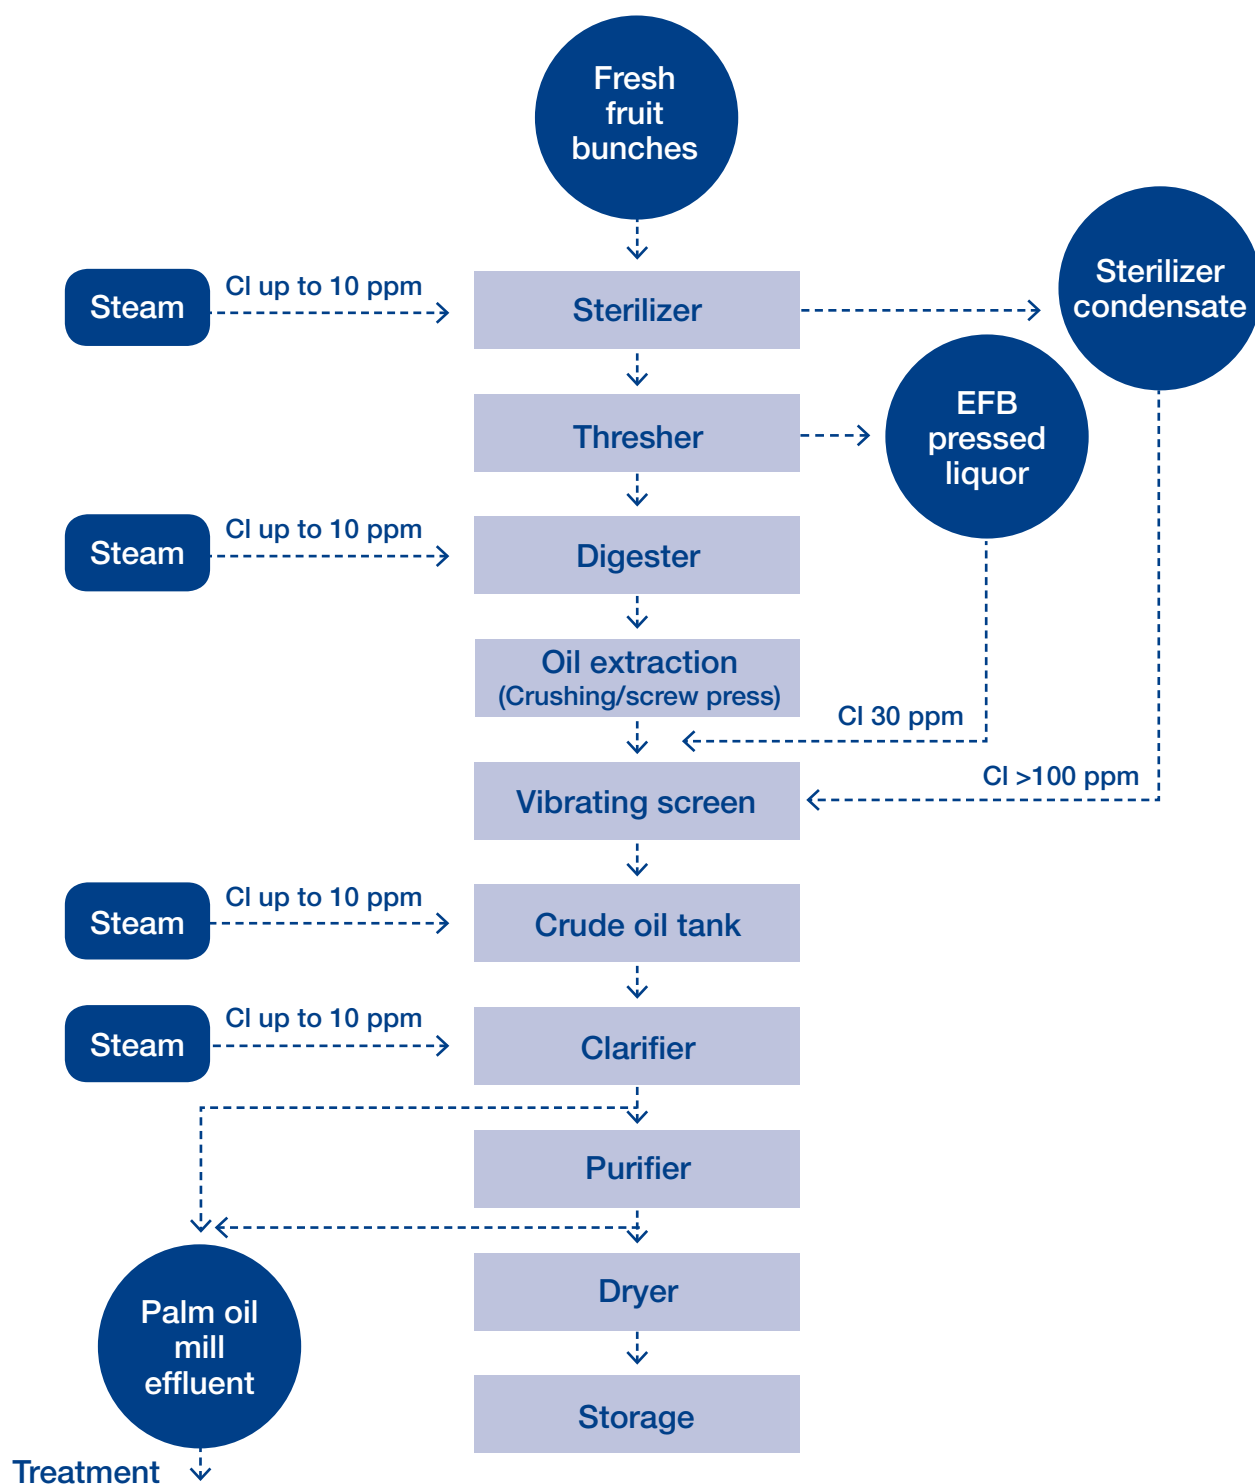 Fresh
fruit
bunches
Steam
Cl up to 10 ppm
Sterilizer
Sterilizer
condensate
Thresher
EFB
pressed
liquor
Steam
Cl up to 10 ppm
Digester
Oil extraction
(Crushing/screw press)
Cl 30 ppm
Cl >100 ppm
Vibrating screen
Steam
Cl up to 10 ppm
Crude oil tank
Steam
Cl up to 10 ppm
Clarifier
Purifier
Dryer
Palm oil
mill
effluent
Storage
Treatment